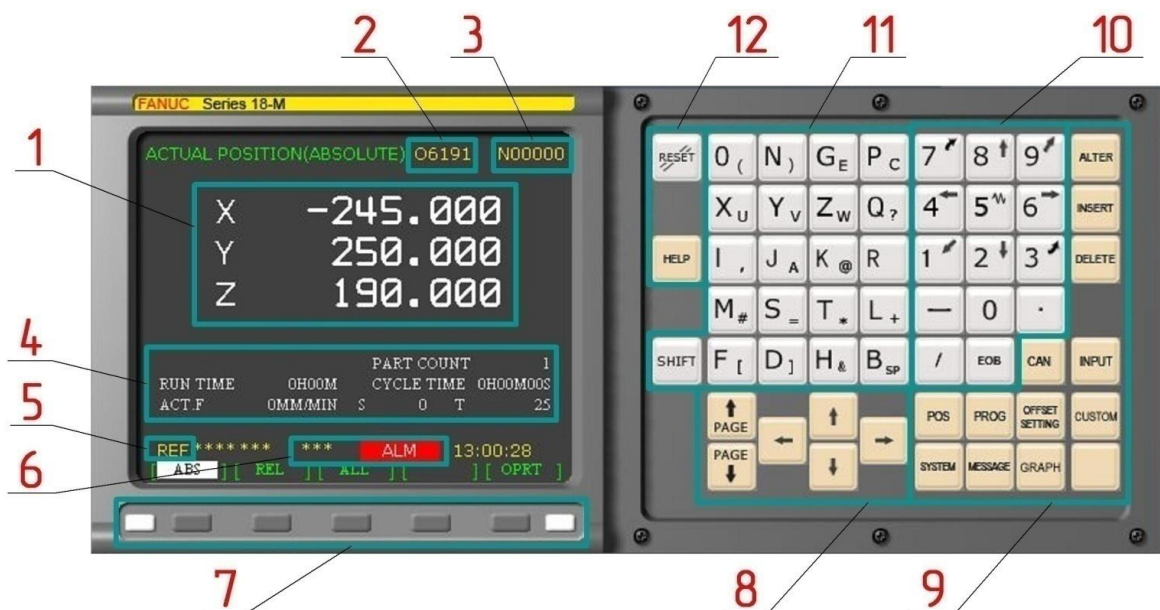 2 3 12 11 10
FANUC Series 18-M
1
ACTUAL POSITION(ABSOLUTE) O6191 N00000
X -245.000
Y 250.000
Z 190.000
4
PART COUNT 1
RUN TIME 0H00M CYCLE TIME 0H00M00S
ACT.F 0MM/MIN S 0 T 25
5
REF ******* *** ALM 13:00:28
6
[ ABS ][ REL ][ ALL ][ ][ OPRT ]
RESET O ( N ) G E P C 7 8 9 ALTER
X U Y V Z W Q ? 4 5 6 INSERT
HELP I , J A K @ R 1 2 3 DELETE
M # S = T * L + — 0 .
SHIFT F [ D ] H & B SP / EOB CAN INPUT
PAGE POS PROG OFFSET SETTING CUSTOM
PAGE SYSTEM MESSAGE GRAPH
7 8 9